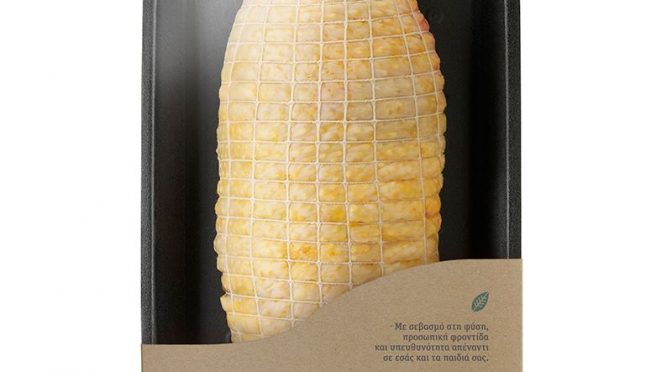 Με σεβασμό στη φύση,
προσωπική φροντίδα
και υπευθυνότητα απέναντι
σε εσάς και τα παιδιά σας.